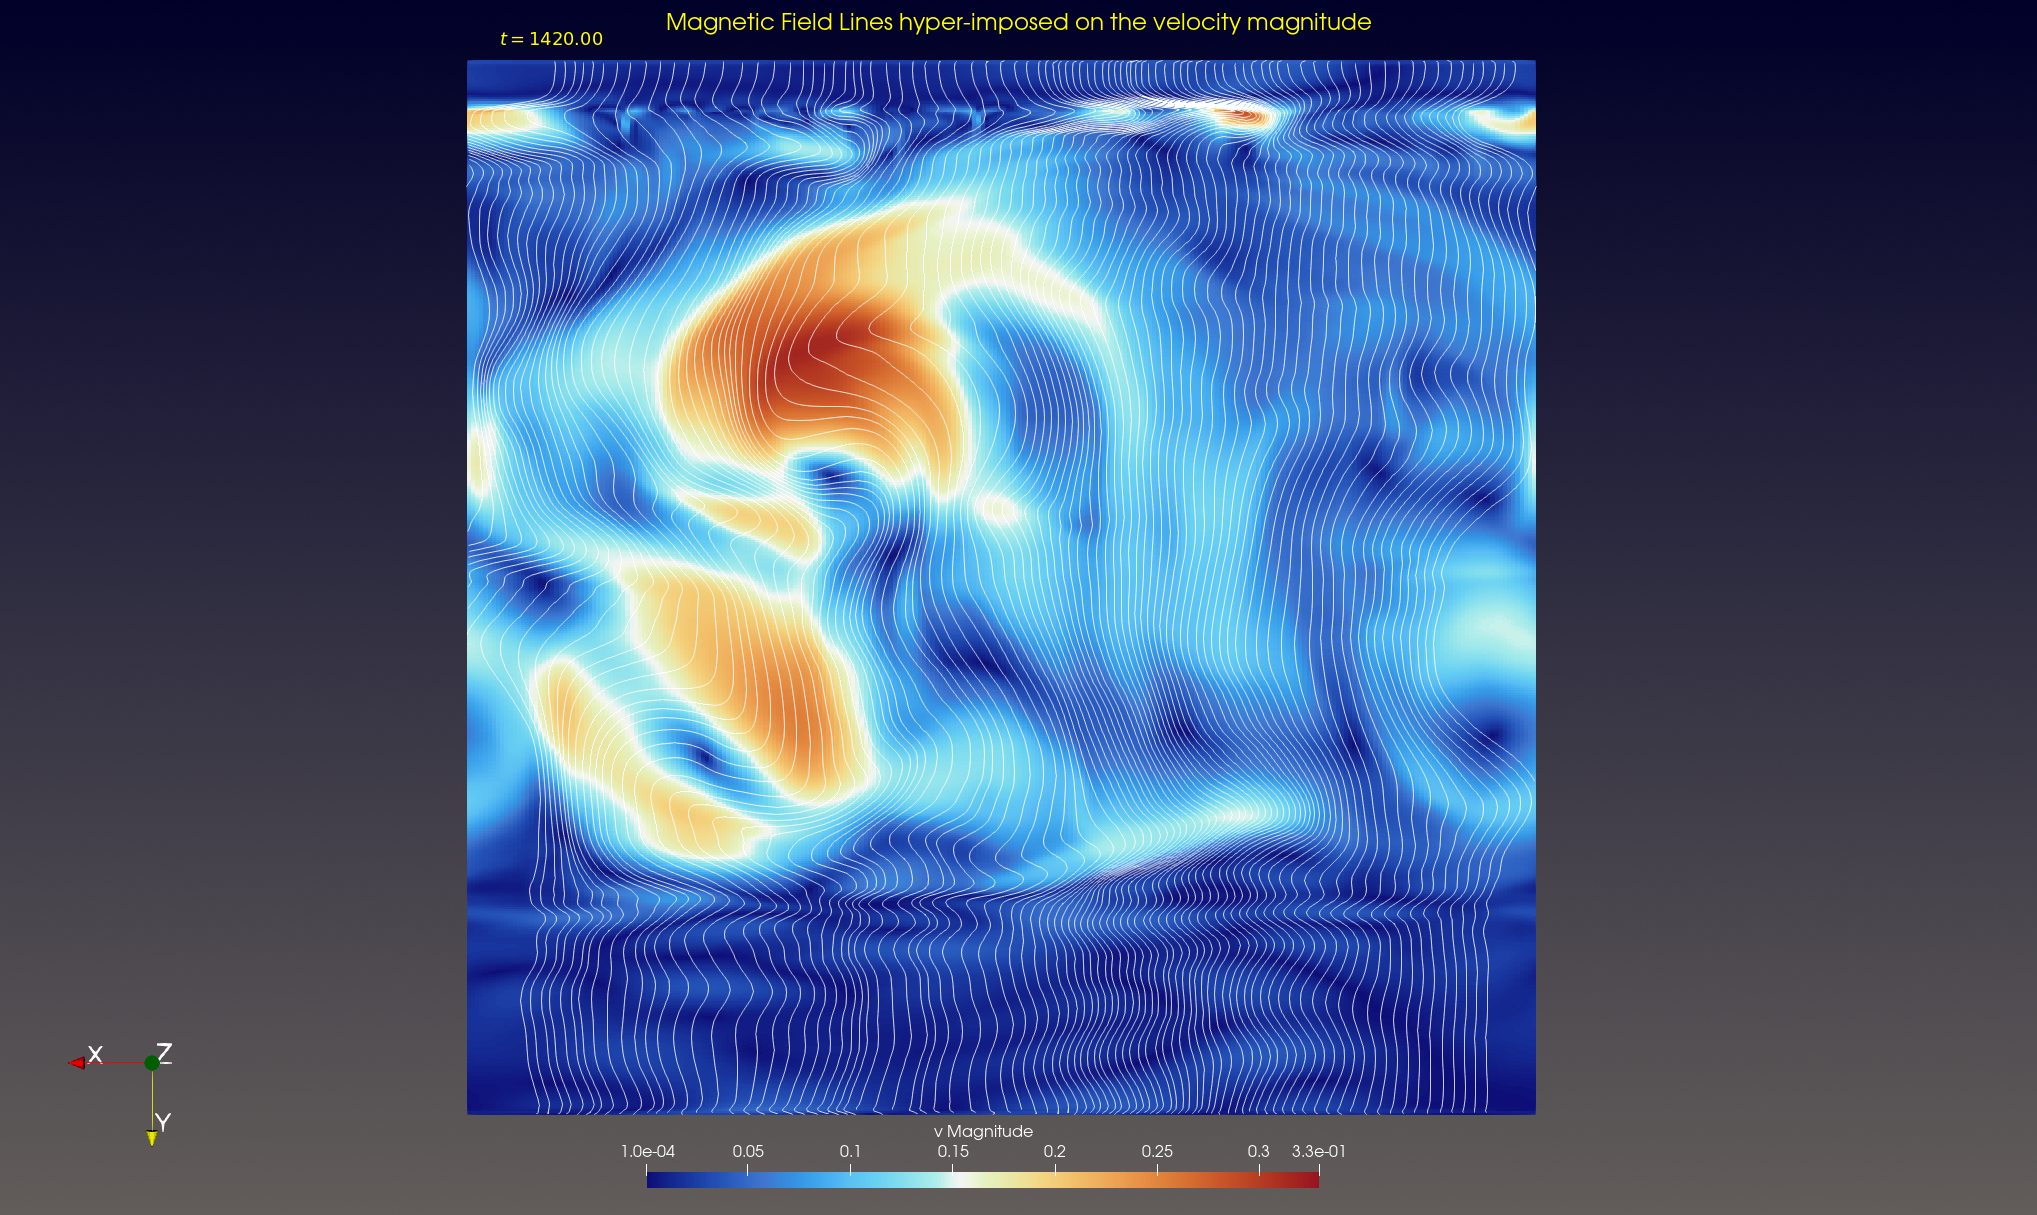 Magnetic Field Lines hyper-imposed on the velocity magnitude
t = 1420.00
X Z
Y
v Magnitude
1.0e-04 0.05 0.1 0.15 0.2 0.25 0.3 3.3e-01